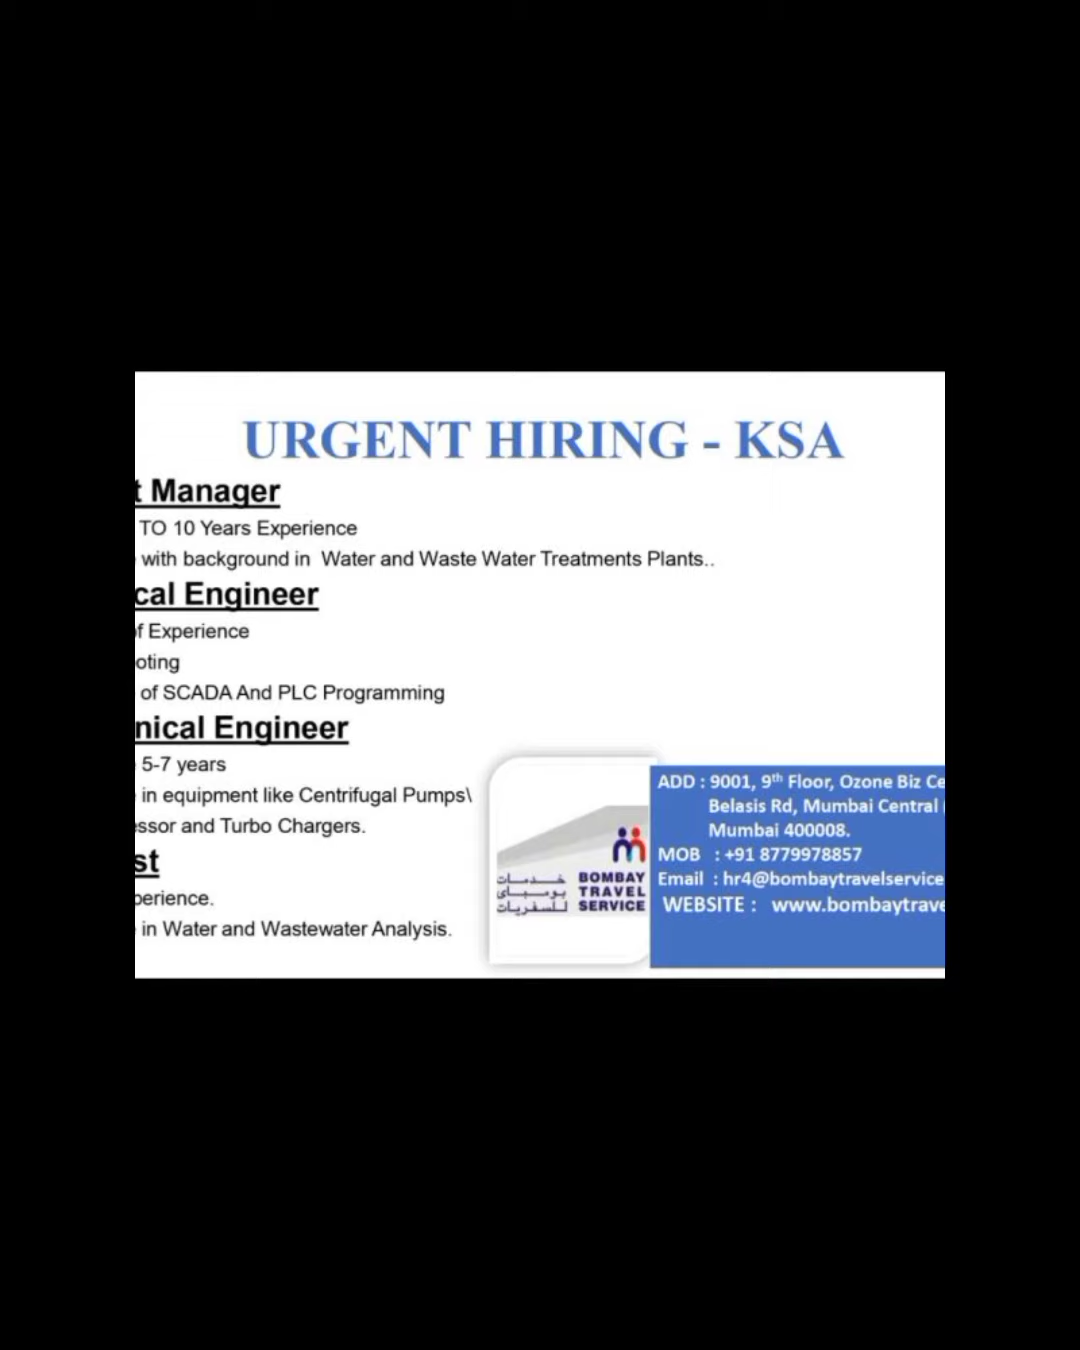 URGENT HIRING - KSA
t Manager
TO 10 Years Experience
with background in Water and Waste Water Treatments Plants..
cal Engineer
of Experience
oting
of SCADA And PLC Programming
nical Engineer
5-7 years
in equipment like Centrifugal Pumps\
essor and Turbo Chargers.
st
perience.
in Water and Wastewater Analysis.
خدمات
بومباى
للسفريات
BOMBAY
TRAVEL
SERVICE
ADD : 9001, 9th Floor, Ozone Biz Ce
Belasis Rd, Mumbai Central (
Mumbai 400008.
MOB : +91 8779978857
Email : hr4@bombaytravelservice
WEBSITE : www.bombaytrave